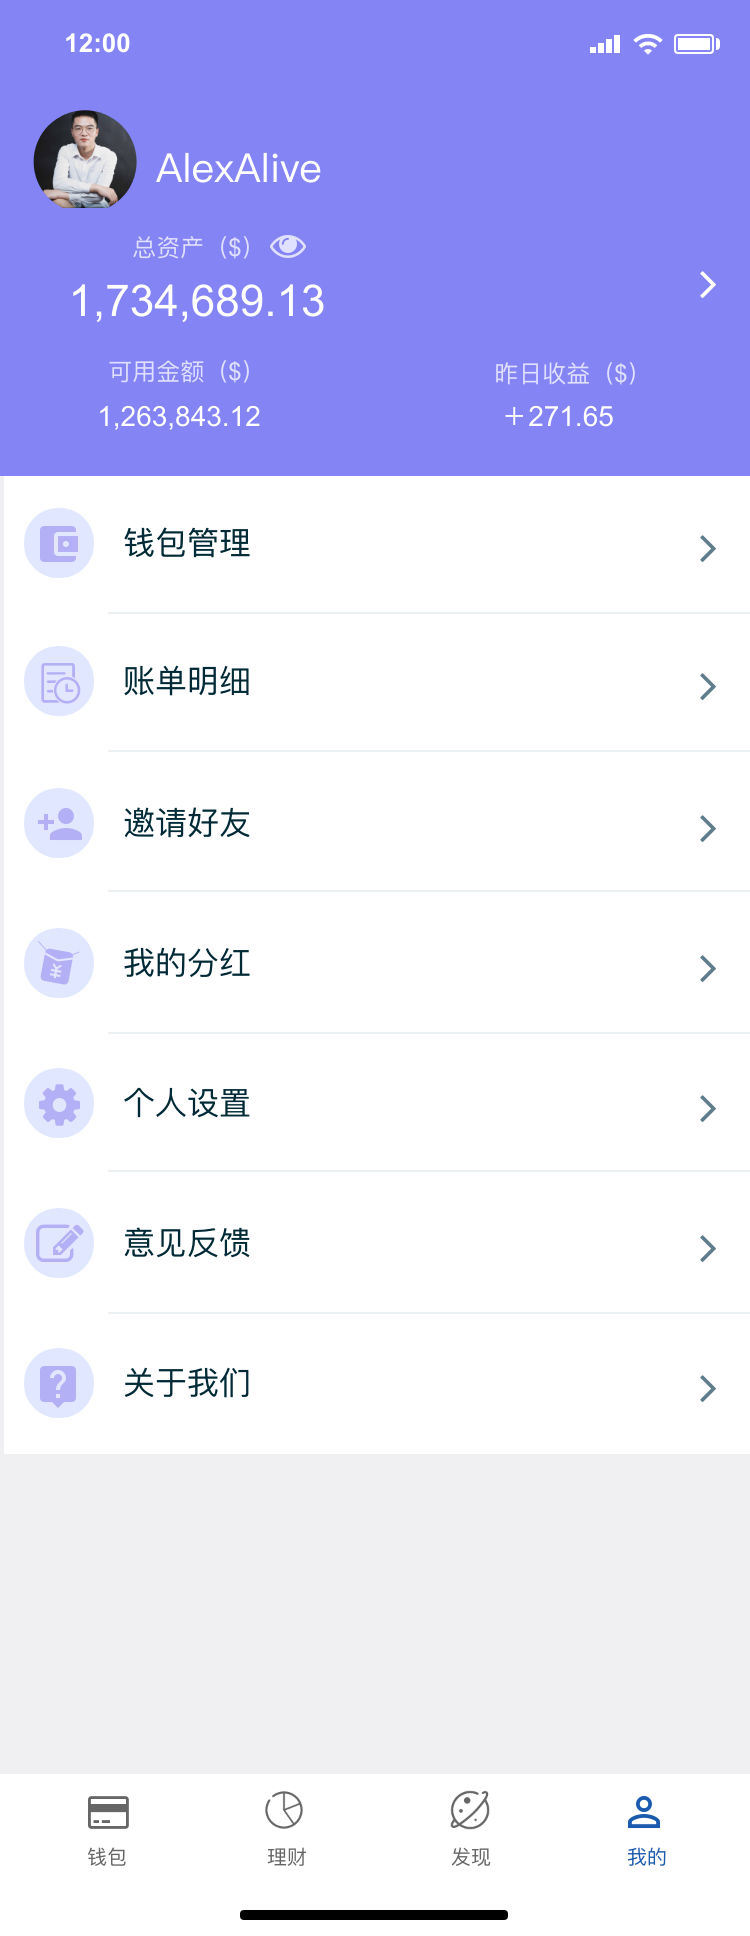 12:00
AlexAlive
总资产（$）
1,734,689.13
可用金额（$）
昨日收益（$）
1,263,843.12
＋271.65
钱包管理
账单明细
邀请好友
我的分红
¥
个人设置
意见反馈
?
关于我们
钱包
理财
发现
我的